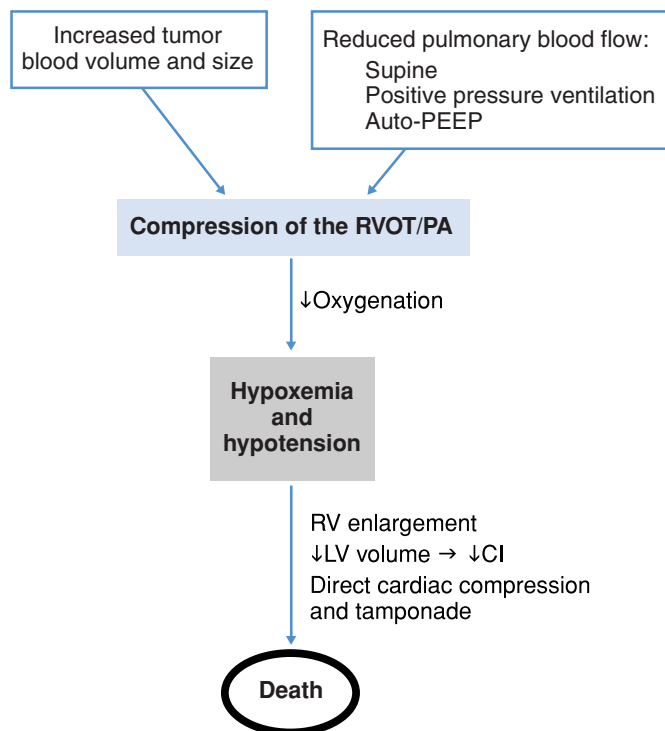 Increased tumor
blood volume and size
Reduced pulmonary blood flow:
Supine
Positive pressure ventilation
Auto-PEEP
Compression of the RVOT/PA
↓Oxygenation
Hypoxemia
and
hypotension
RV enlargement
↓LV volume → ↓CI
Direct cardiac compression
and tamponade
Death